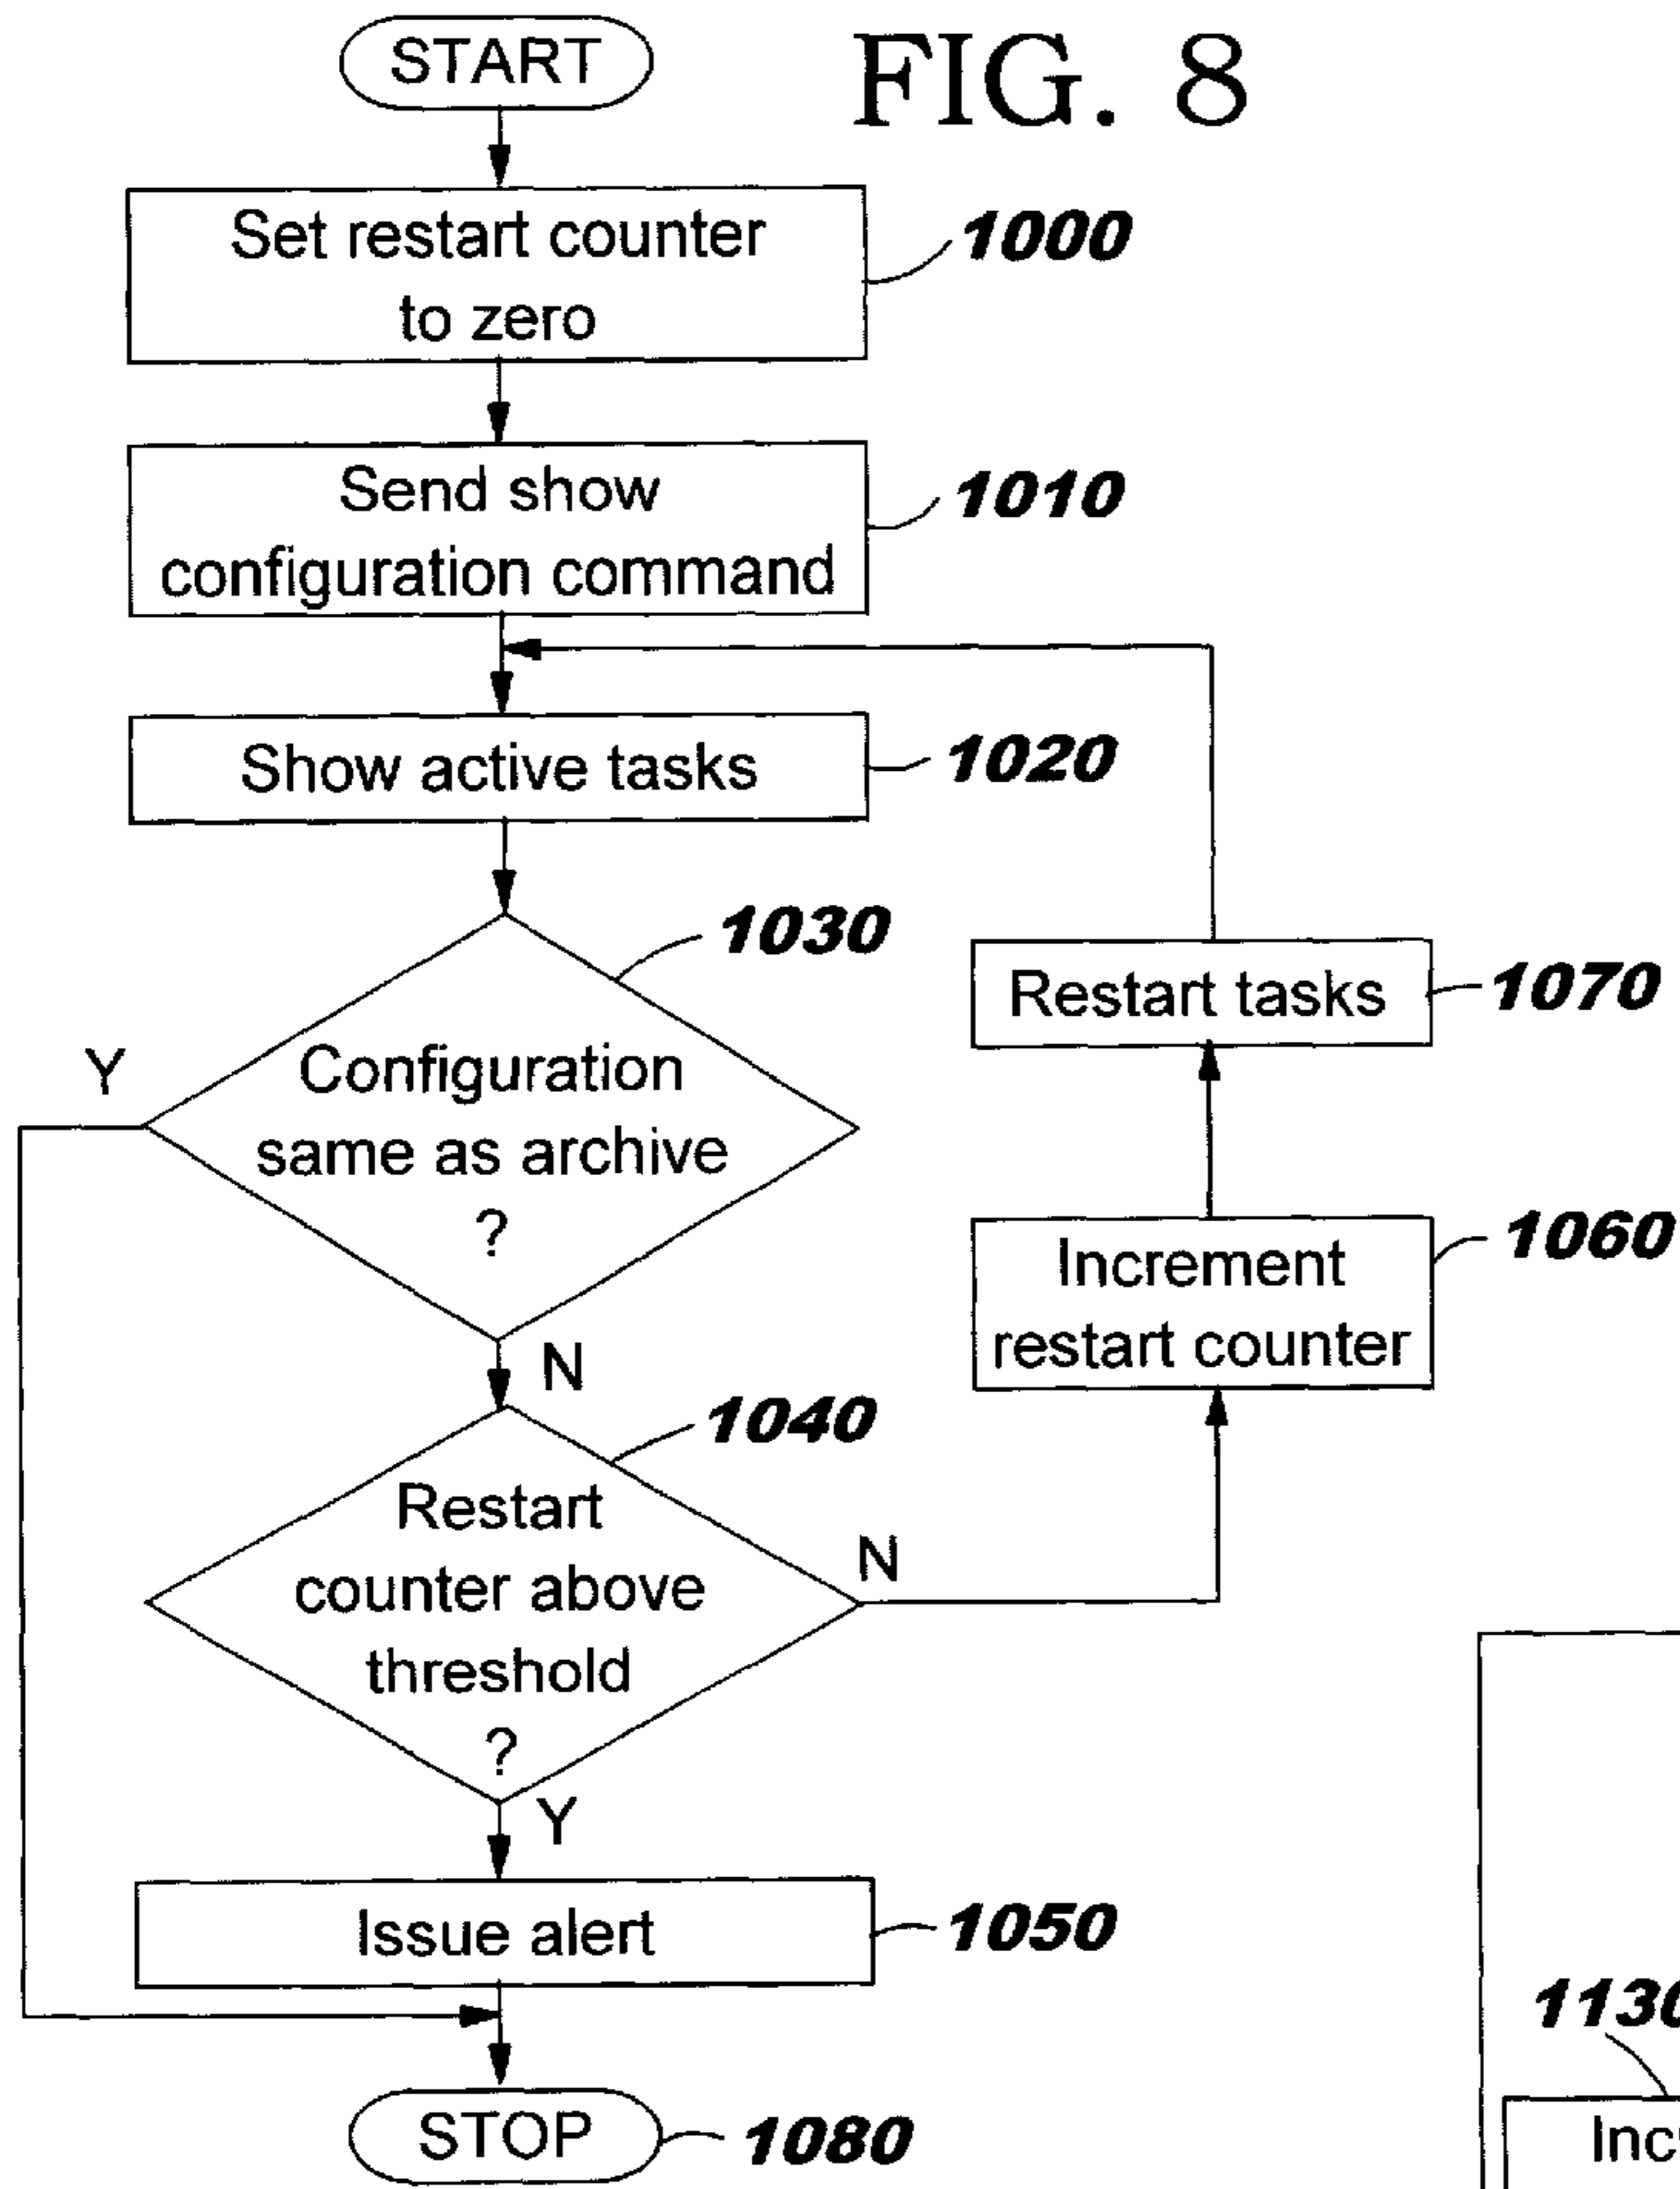 FIG. 8
START
Set restart counter
to zero
1000
Send show
configuration command
1010
Show active tasks
1020
Configuration
same as archive
?
1030
Y
N
Restart
counter above
threshold
?
1040
N
Y
Increment
restart counter
1060
Restart tasks
1070
Issue alert
1050
STOP
1080